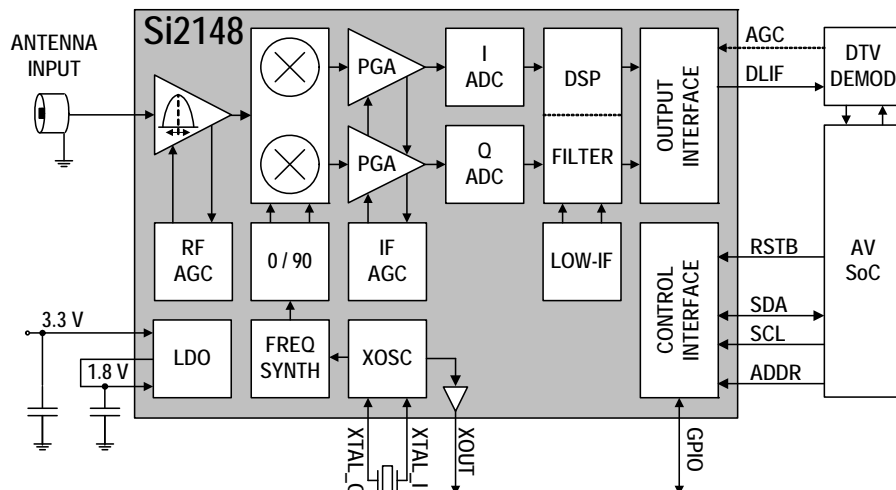 Si2148
ANTENNA
INPUT
PGA
PGA
I
ADC
Q
ADC
DSP
FILTER
OUTPUT
INTERFACE
AGC
DLIF
DTV
DEMOD
RF
AGC
0 / 90
IF
AGC
LOW-IF
CONTROL
INTERFACE
RSTB
SDA
SCL
ADDR
AV
SoC
3.3 V
1.8 V
LDO
FREQ
SYNTH
XOSC
XTAL_I
XOUT
GPIO